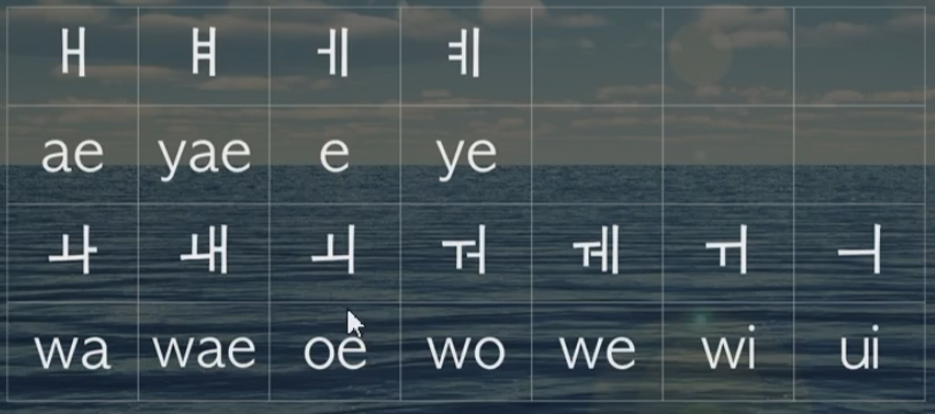 ㅐ ㅒ ㅔ ㅖ
ae yae e ye
ㅘ ㅙ ㅚ ㅝ ㅞ ㅟ ㅢ
wa wae oe wo we wi ui